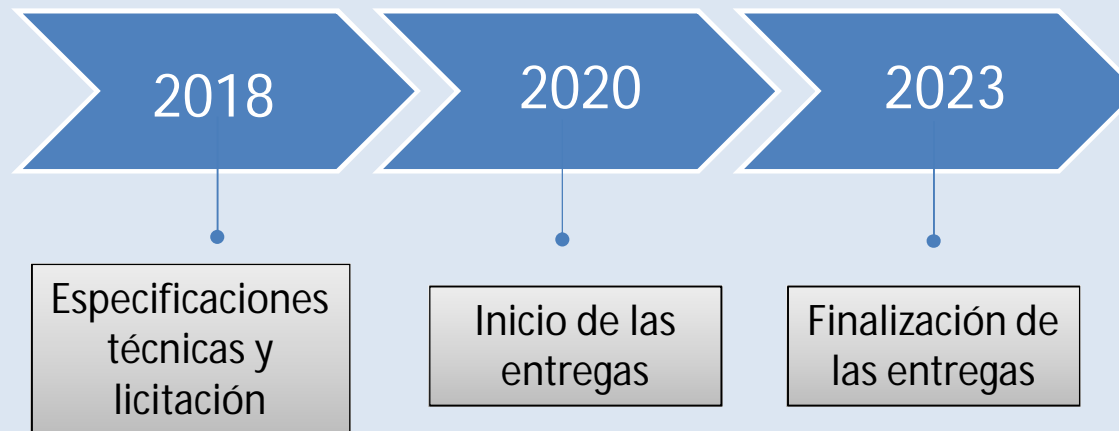 2018
2020
2023
Especificaciones
técnicas y
licitación
Inicio de las
entregas
Finalización de
las entregas